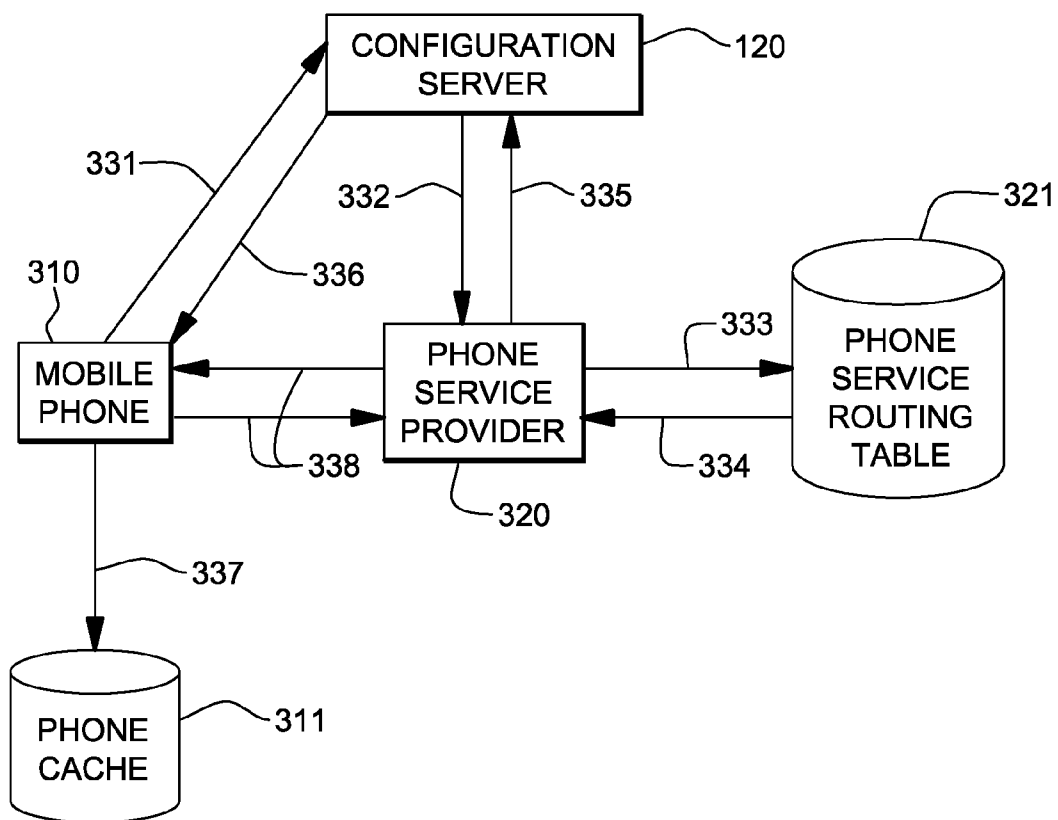 CONFIGURATION
SERVER
120
331
332
335
321
336
310
333
MOBILE
PHONE
PHONE
SERVICE
PROVIDER
PHONE
SERVICE
ROUTING
TABLE
338
334
320
337
311
PHONE
CACHE